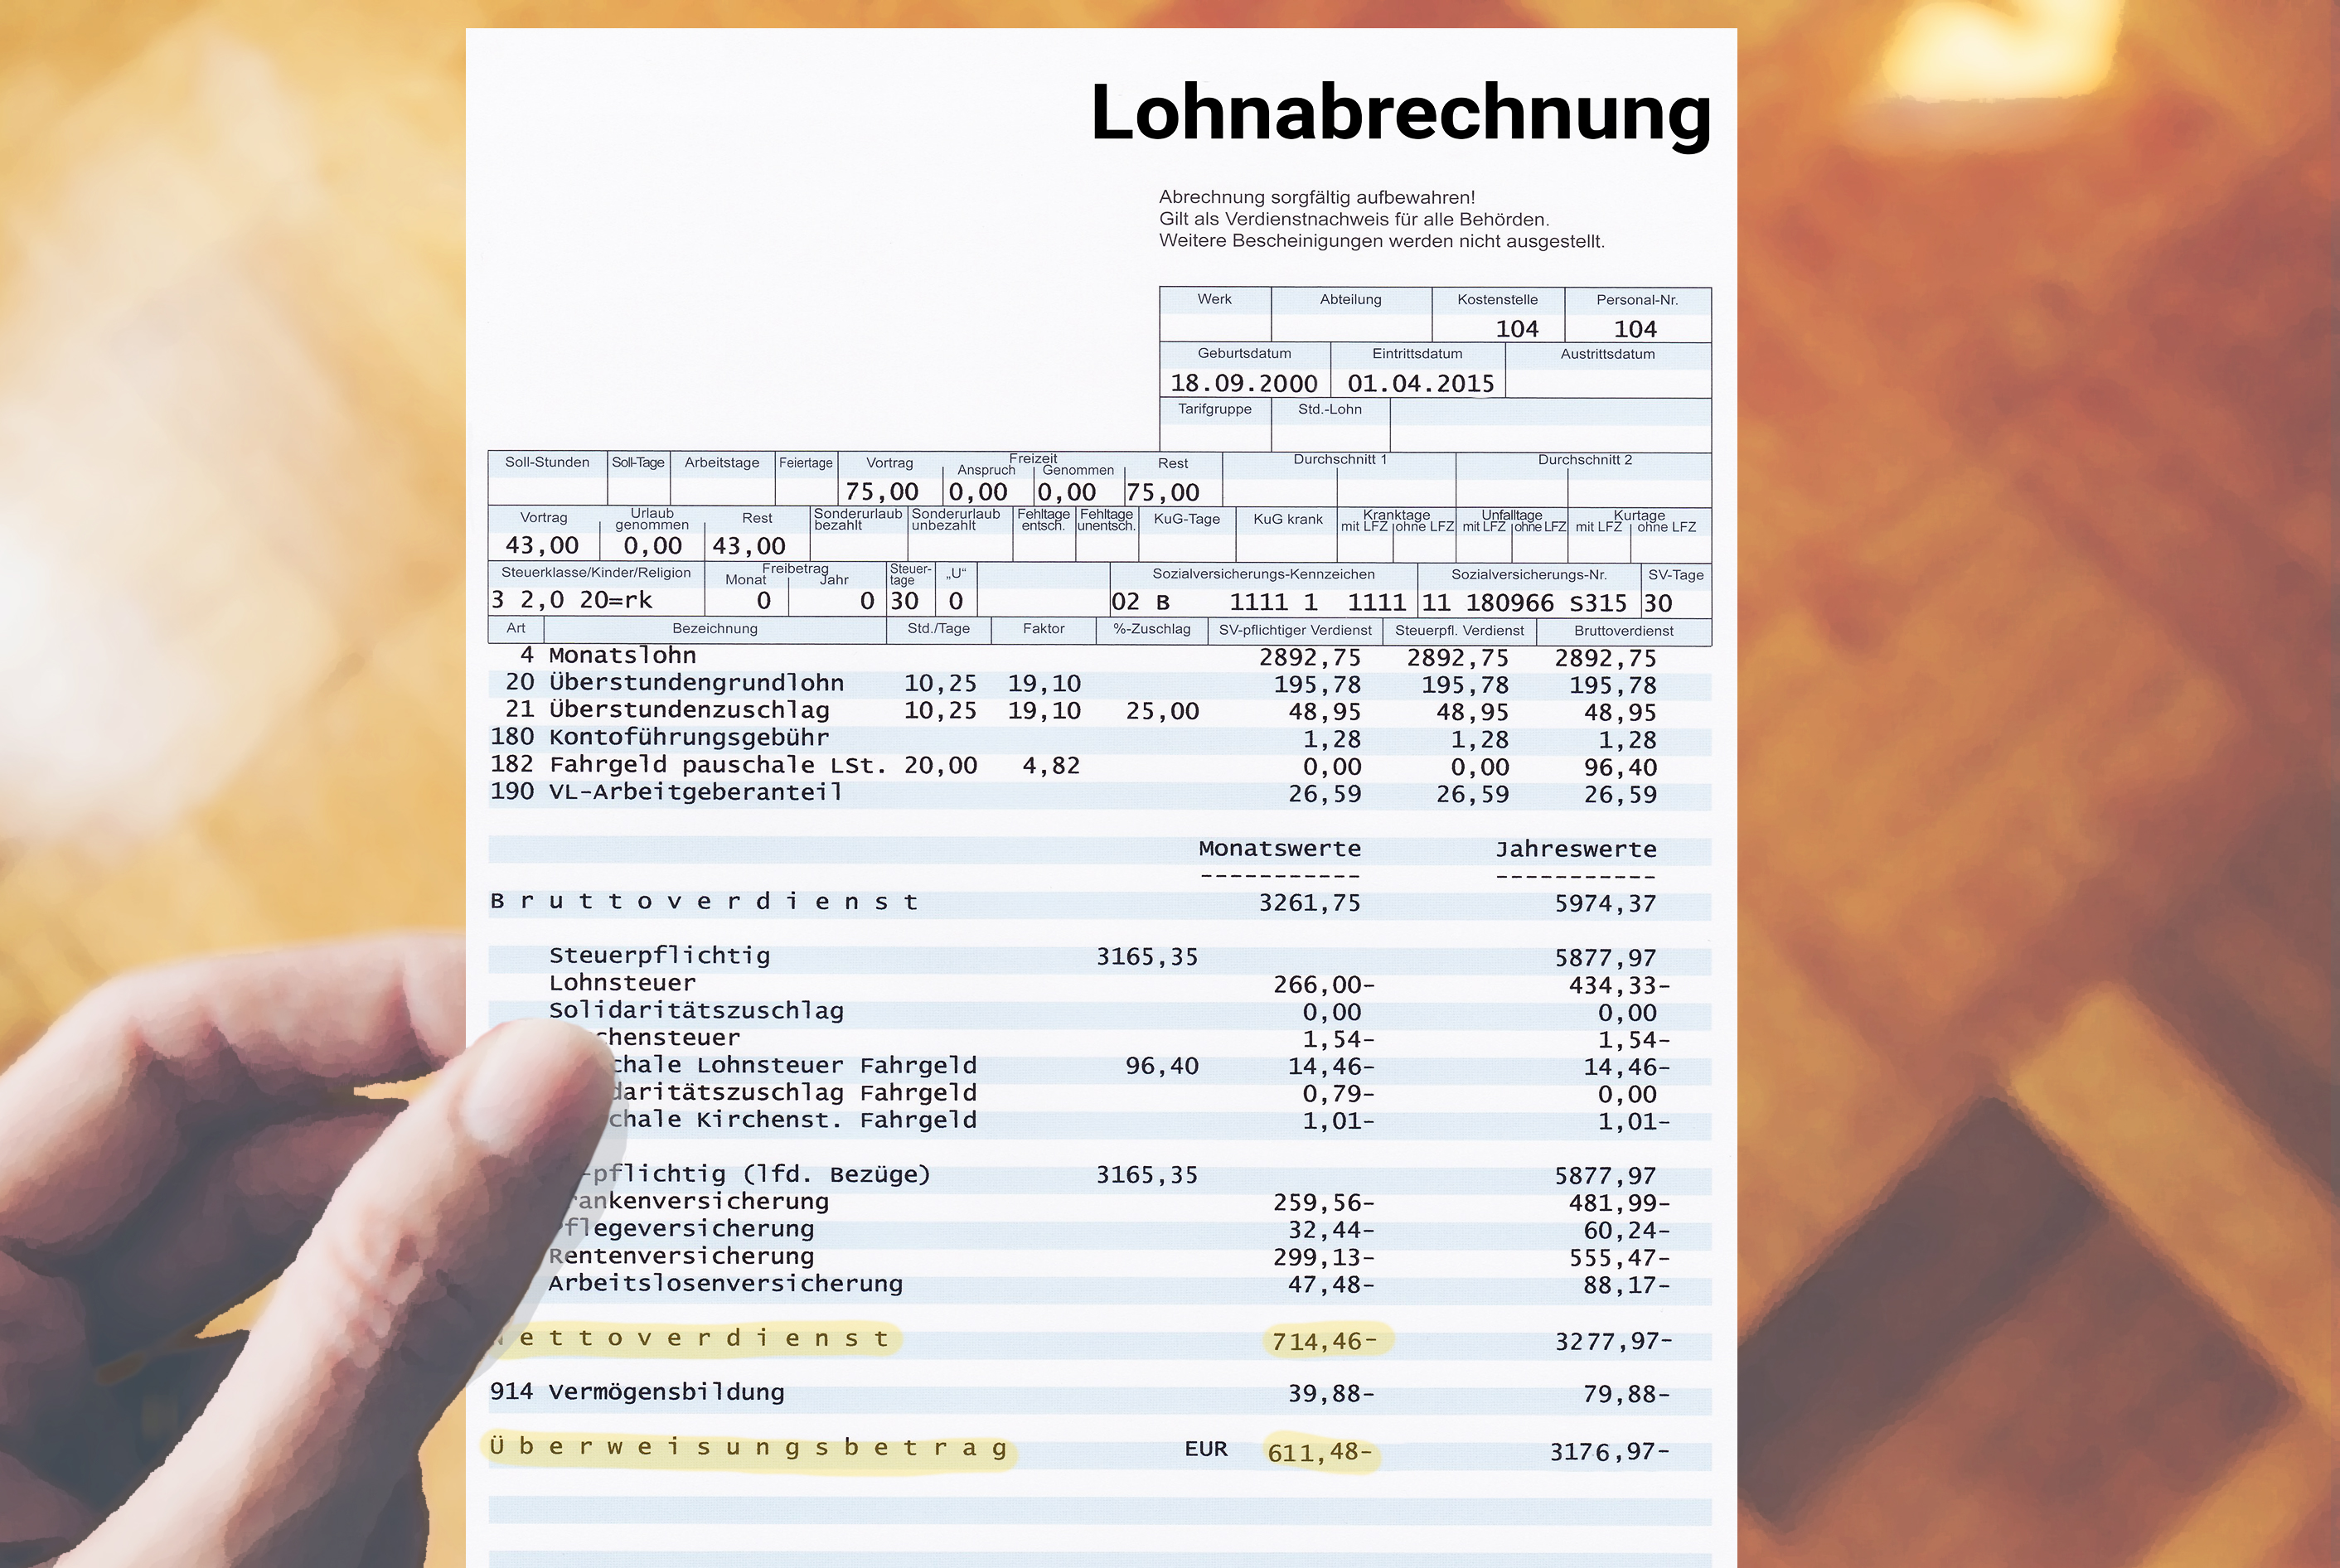 Lohnabrechnung
Abrechnung sorgfältig aufbewahren!
Gilt als Verdienstnachweis für alle Behörden.
Weitere Bescheinigungen werden nicht ausgestellt.
Werk Abteilung Kostenstelle Personal-Nr.
104 104
Geburtsdatum Eintrittsdatum Austrittsdatum
18.09.2000 01.04.2015
Tarifgruppe Std.-Lohn
Soll-Stunden Soll-Tage Arbeitstage Feiertage Vortrag Freizeit Anspruch Genommen Rest Durchschnitt 1 Durchschnitt 2
75,00 0,00 0,00 75,00
Vortrag Urlaub genommen Rest Sonderurlaub bezahlt Sonderurlaub unbezahlt Fehltage entsch. Fehltage unentsch. KuG-Tage KuG krank Kranktage mit LFZ ohne LFZ Unfalltage mit LFZ ohne LFZ Kurtage mit LFZ ohne LFZ
43,00 0,00 43,00
Steuerklasse/Kinder/Religion Freibetrag Monat Jahr Steuer-tage „U“ Sozialversicherungs-Kennzeichen Sozialversicherungs-Nr. SV-Tage
3 2,0 20=rk 0 0 30 0 02 B 1111 1 1111 11 180966 S315 30
Art Bezeichnung Std./Tage Faktor %-Zuschlag SV-pflichtiger Verdienst Steuerpfl. Verdienst Bruttoverdienst
4 Monatslohn 2892,75 2892,75 2892,75
20 Überstundengrundlohn 10,25 19,10 195,78 195,78 195,78
21 Überstundenzuschlag 10,25 19,10 25,00 48,95 48,95 48,95
180 Kontoführungsgebühr 1,28 1,28 1,28
182 Fahrgeld pauschale LSt. 20,00 4,82 0,00 0,00 96,40
190 VL-Arbeitgeberanteil 26,59 26,59 26,59
Monatswerte Jahreswerte
----------- -----------
Bruttoverdienst 3261,75 5974,37
Steuerpflichtig 3165,35 5877,97
Lohnsteuer 266,00- 434,33-
Solidaritätszuschlag 0,00 0,00
chensteuer 1,54- 1,54-
chale Lohnsteuer Fahrgeld 96,40 14,46- 14,46-
daritätszuschlag Fahrgeld 0,79- 0,00
chale Kirchenst. Fahrgeld 1,01- 1,01-
-pflichtig (lfd. Bezüge) 3165,35 5877,97
rankenversicherung 259,56- 481,99-
Pflegeversicherung 32,44- 60,24-
Rentenversicherung 299,13- 555,47-
Arbeitslosenversicherung 47,48- 88,17-
Nettoverdienst 714,46- 3277,97-
914 Vermögensbildung 39,88- 79,88-
Überweisungsbetrag EUR 611,48- 3176,97-